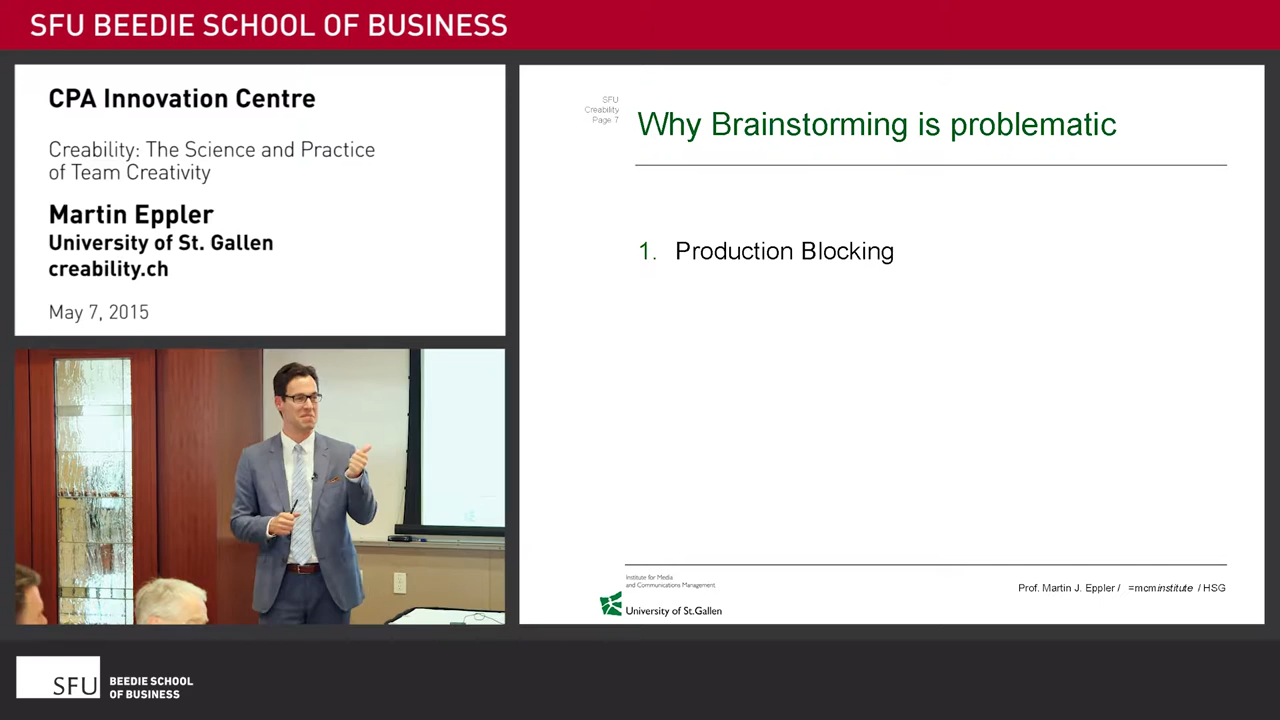 SFU BEEDIE SCHOOL OF BUSINESS
CPA Innovation Centre
Creability: The Science and Practice
of Team Creativity
Martin Eppler
University of St. Gallen
creability.ch
May 7, 2015
SFU
Creability
Page 7
Why Brainstorming is problematic
1. Production Blocking
Institute for Media
and Communications Management
University of St.Gallen
Prof. Martin J. Eppler / =mcminstitute / HSG
SFU
BEEDIE SCHOOL
OF BUSINESS